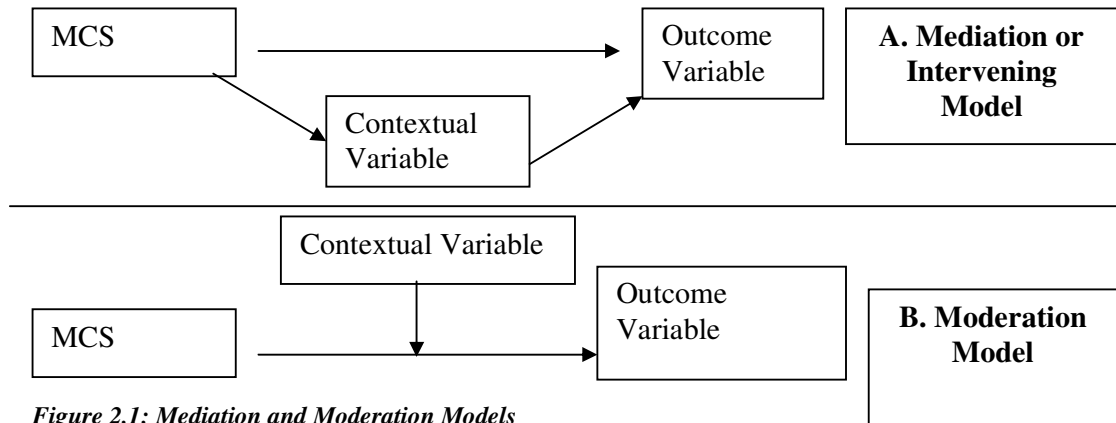 MCS
Outcome
Variable
A. Mediation or
Intervening
Model
Contextual
Variable
Contextual Variable
MCS
Outcome
Variable
B. Moderation
Model
Figure 2.1: Mediation and Moderation Models